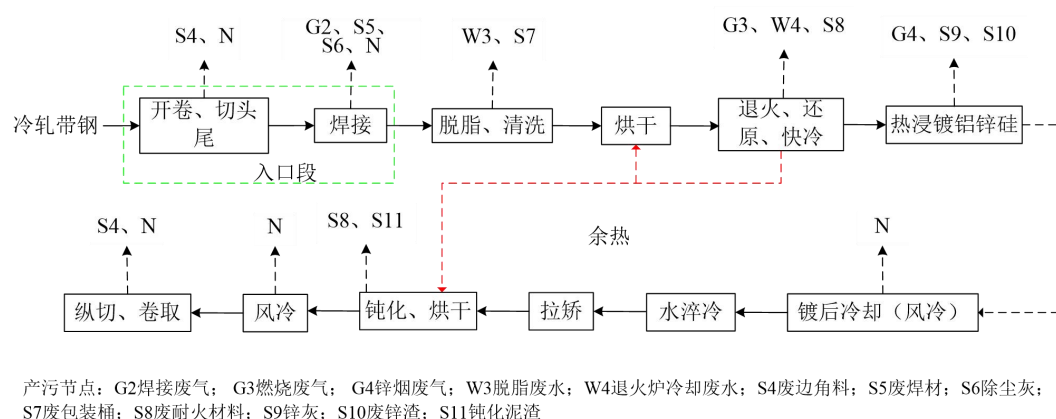 S4、N
G2、S5、
S6、N
W3、S7
G3、W4、S8
G4、S9、S10
冷轧带钢
开卷、切头
尾
焊接
脱脂、清洗
烘干
退火、还
原、快冷
热浸镀铝锌硅
入口段
S4、N
N
S8、S11
余热
N
纵切、卷取
风冷
钝化、烘干
拉矫
水淬冷
镀后冷却（风冷）
产污节点：G2焊接废气； G3燃烧废气； G4锌烟废气； W3脱脂废水； W4退火炉冷却废水； S4废边角料； S5废焊材； S6除尘灰；
S7废包装桶； S8废耐火材料； S9锌灰； S10废锌渣； S11钝化泥渣